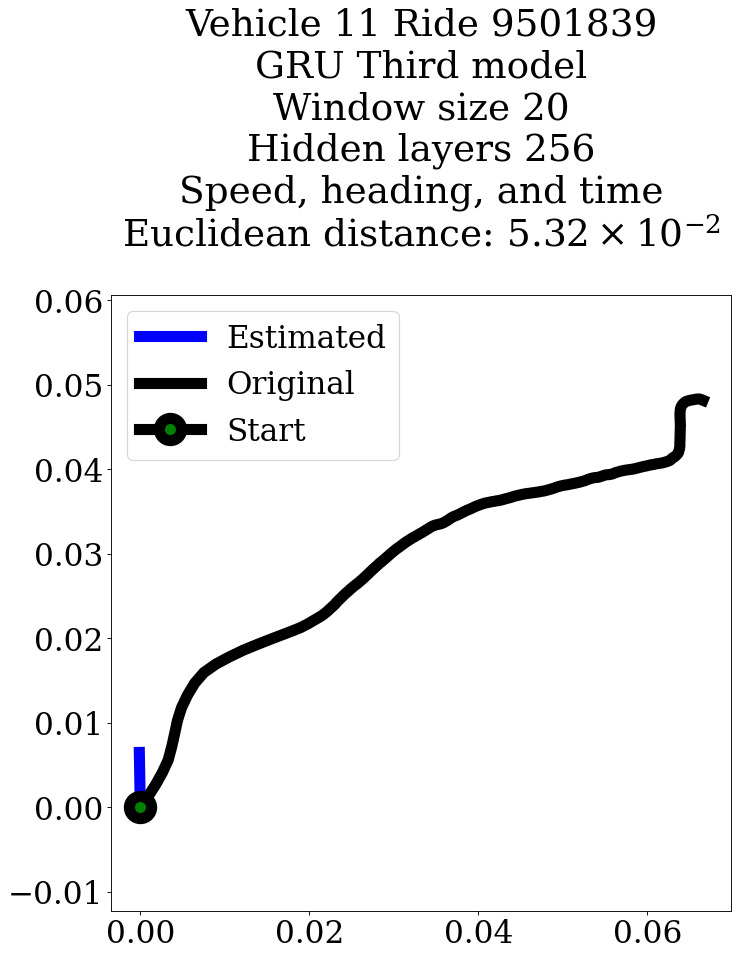 Vehicle 11 Ride 9501839
GRU Third model
Window size 20
Hidden layers 256
Speed, heading, and time
Euclidean distance: 5.32 × 10⁻²
0.06
Estimated
0.05
Original
Start
0.04
0.03
0.02
0.01
0.00
−0.01
0.00 0.02 0.04 0.06